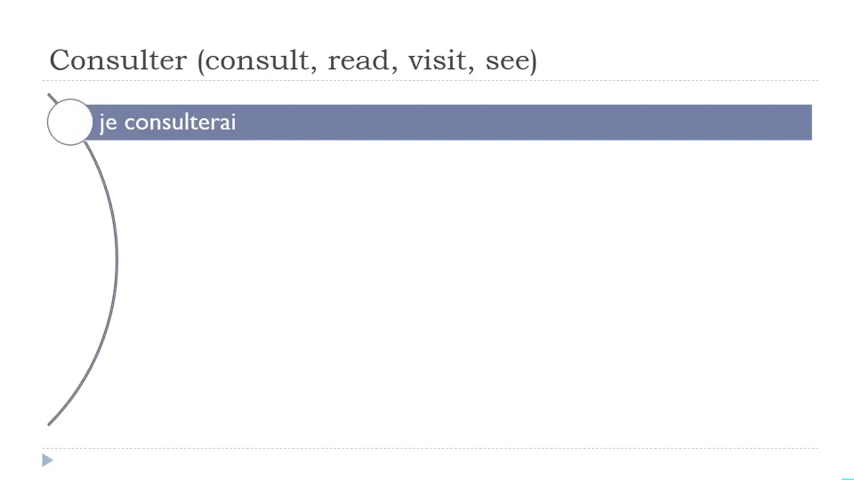 Consulter (consult, read, visit, see)
je consulterai